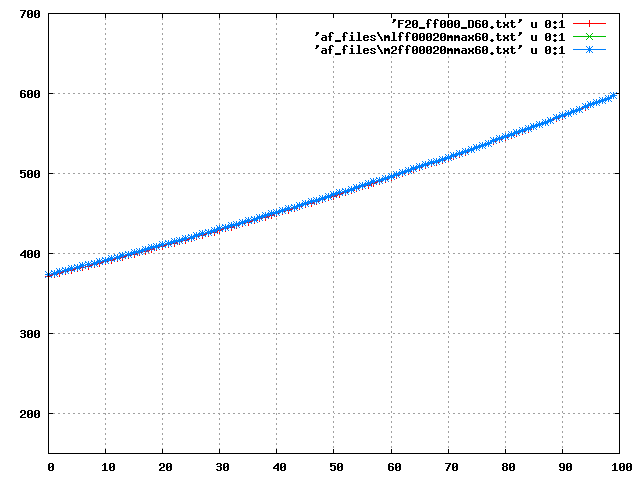 700
'F20_ff000_D60.txt' u 0:1
'af_files\m1ff00020mmax60.txt' u 0:1
'af_files\m2ff00020mmax60.txt' u 0:1
600
500
400
300
200
0 10 20 30 40 50 60 70 80 90 100